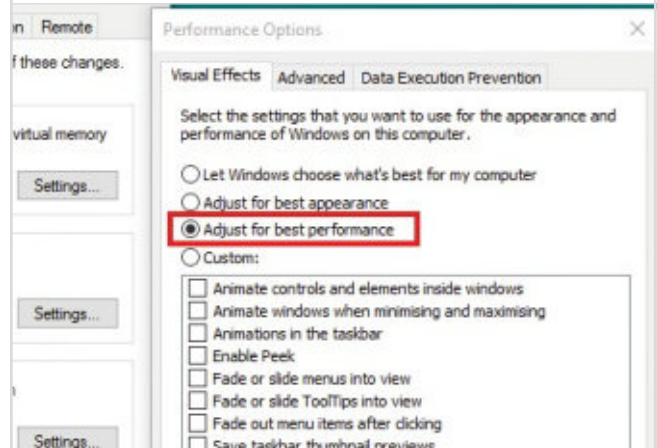 n Remote
f these changes.
virtual memory
Settings...
Settings...
Settings...
Performance Options
Visual Effects Advanced Data Execution Prevention
Select the settings that you want to use for the appearance and
performance of Windows on this computer.
Let Windows choose what's best for my computer
Adjust for best appearance
Adjust for best performance
Custom:
Animate controls and elements inside windows
Animate windows when minimising and maximising
Animations in the taskbar
Enable Peek
Fade or slide menus into view
Fade or slide ToolTips into view
Fade out menu items after clicking
Save taskbar thumbnail previews